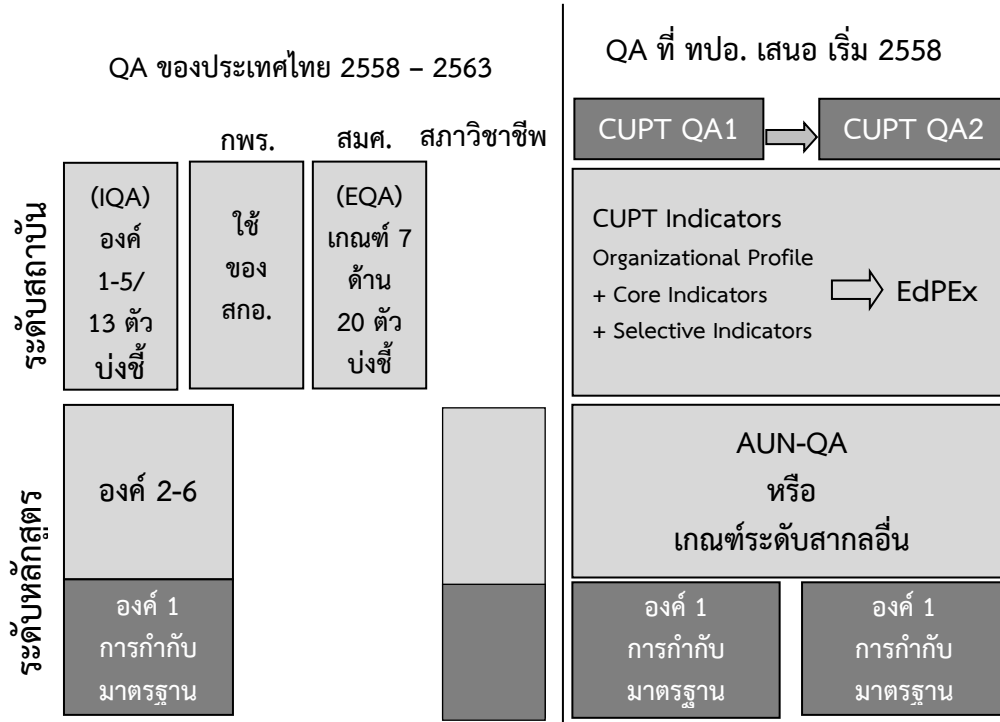 QA ของประเทศไทย 2558 – 2563
กพร.
สมศ.
สภาวิชาชีพ
ระดับสถาบัน
(IQA)
องค์
1-5/
13 ตัว
บ่งชี้
ใช้
ของ
สกอ.
(EQA)
เกณฑ์ 7
ด้าน
20 ตัว
บ่งชี้
ระดับหลักสูตร
องค์ 2-6
องค์ 1
การกำกับ
มาตรฐาน
QA ที่ ทปอ. เสนอ เริ่ม 2558
CUPT QA1
CUPT QA2
CUPT Indicators
Organizational Profile
+ Core Indicators
+ Selective Indicators
EdPEx
AUN-QA
หรือ
เกณฑ์ระดับสากลอื่น
องค์ 1
การกำกับ
มาตรฐาน
องค์ 1
การกำกับ
มาตรฐาน